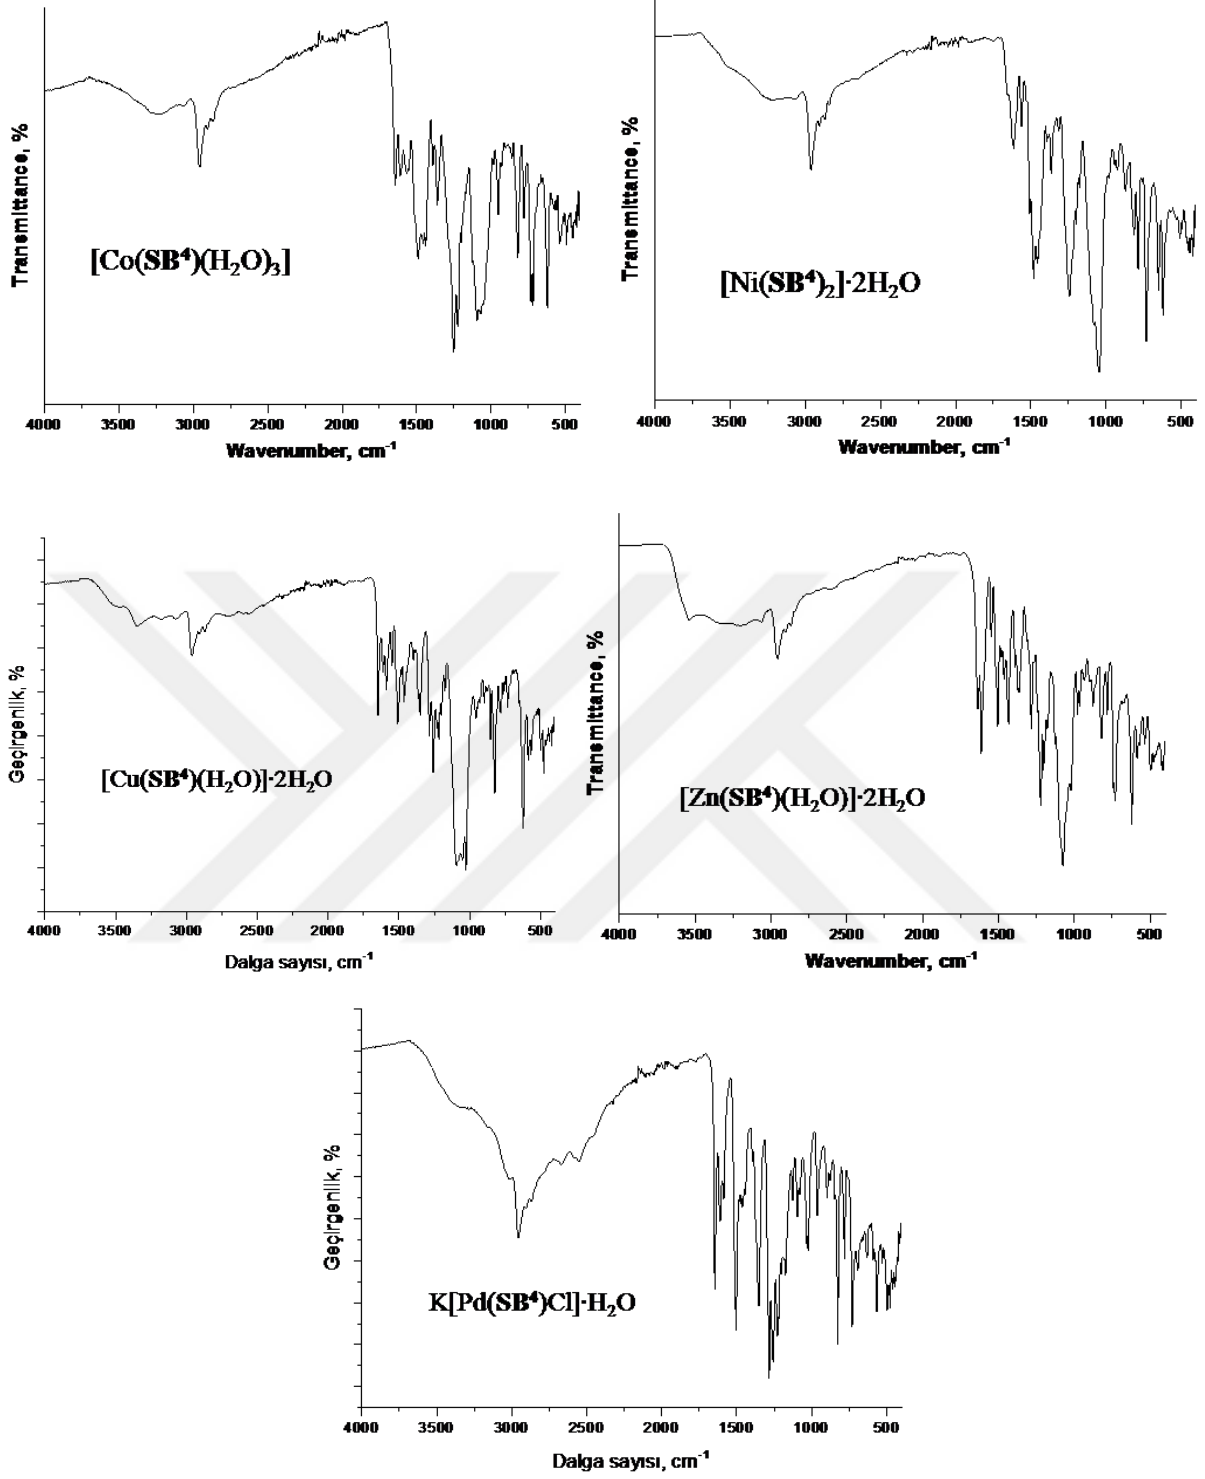 Transmittance, %
[Co(SB⁴)(H₂O)₃]
4000 3500 3000 2500 2000 1500 1000 500
Wavenumber, cm⁻¹
Transmittance, %
[Ni(SB⁴)₂]·2H₂O
4000 3500 3000 2500 2000 1500 1000 500
Wavenumber, cm⁻¹
Geçirgenlik, %
[Cu(SB⁴)(H₂O)]·2H₂O
4000 3500 3000 2500 2000 1500 1000 500
Dalga sayısı, cm⁻¹
Transmittance, %
[Zn(SB⁴)(H₂O)]·2H₂O
4000 3500 3000 2500 2000 1500 1000 500
Wavenumber, cm⁻¹
Geçirgenlik, %
K[Pd(SB⁴)Cl]·H₂O
4000 3500 3000 2500 2000 1500 1000 500
Dalga sayısı, cm⁻¹